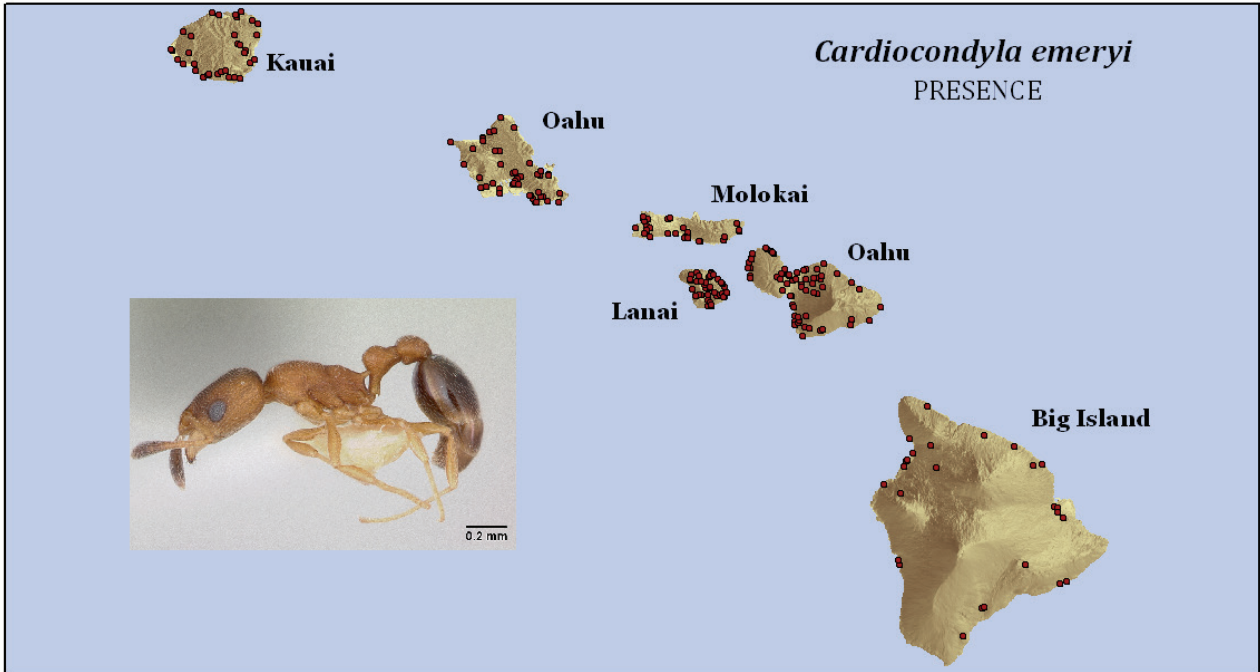 Cardiocondyla emeryi
PRESENCE
Kauai
Oahu
Molokai
Oahu
Lanai
Big Island
0.2 mm